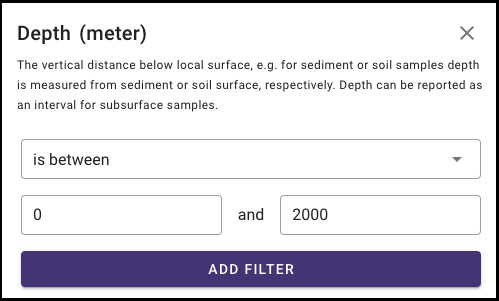 Depth (meter)
The vertical distance below local surface, e.g. for sediment or soil samples depth
is measured from sediment or soil surface, respectively. Depth can be reported as
an interval for subsurface samples.
is between
0 and 2000
ADD FILTER